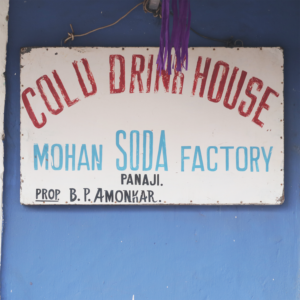 COLD DRINK HOUSE
MOHAN SODA FACTORY
PANAJI.
PROP B. P. AMONKAR